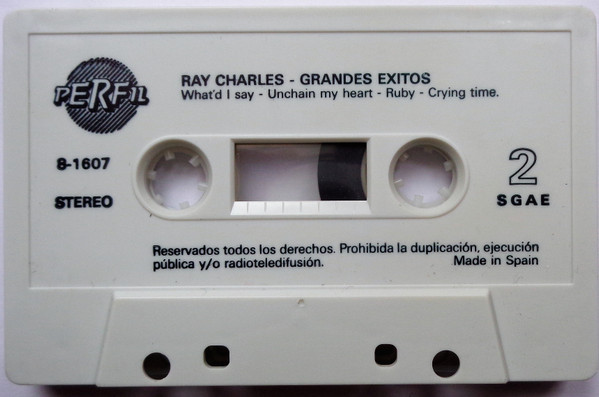 PERFIL
RAY CHARLES - GRANDES EXITOS
What'd I say - Unchain my heart - Ruby - Crying time.
8-1607
STEREO
2
SGAE
Reservados todos los derechos. Prohibida la duplicación, ejecución
pública y/o radioteledifusión.
Made in Spain